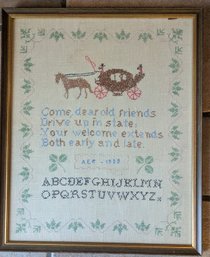 Come, dear old friends
Drive up in state:
Your welcome extends
Both early and late.
ABCDEFGHIJKLMN
OPQRSTUVWXYZ